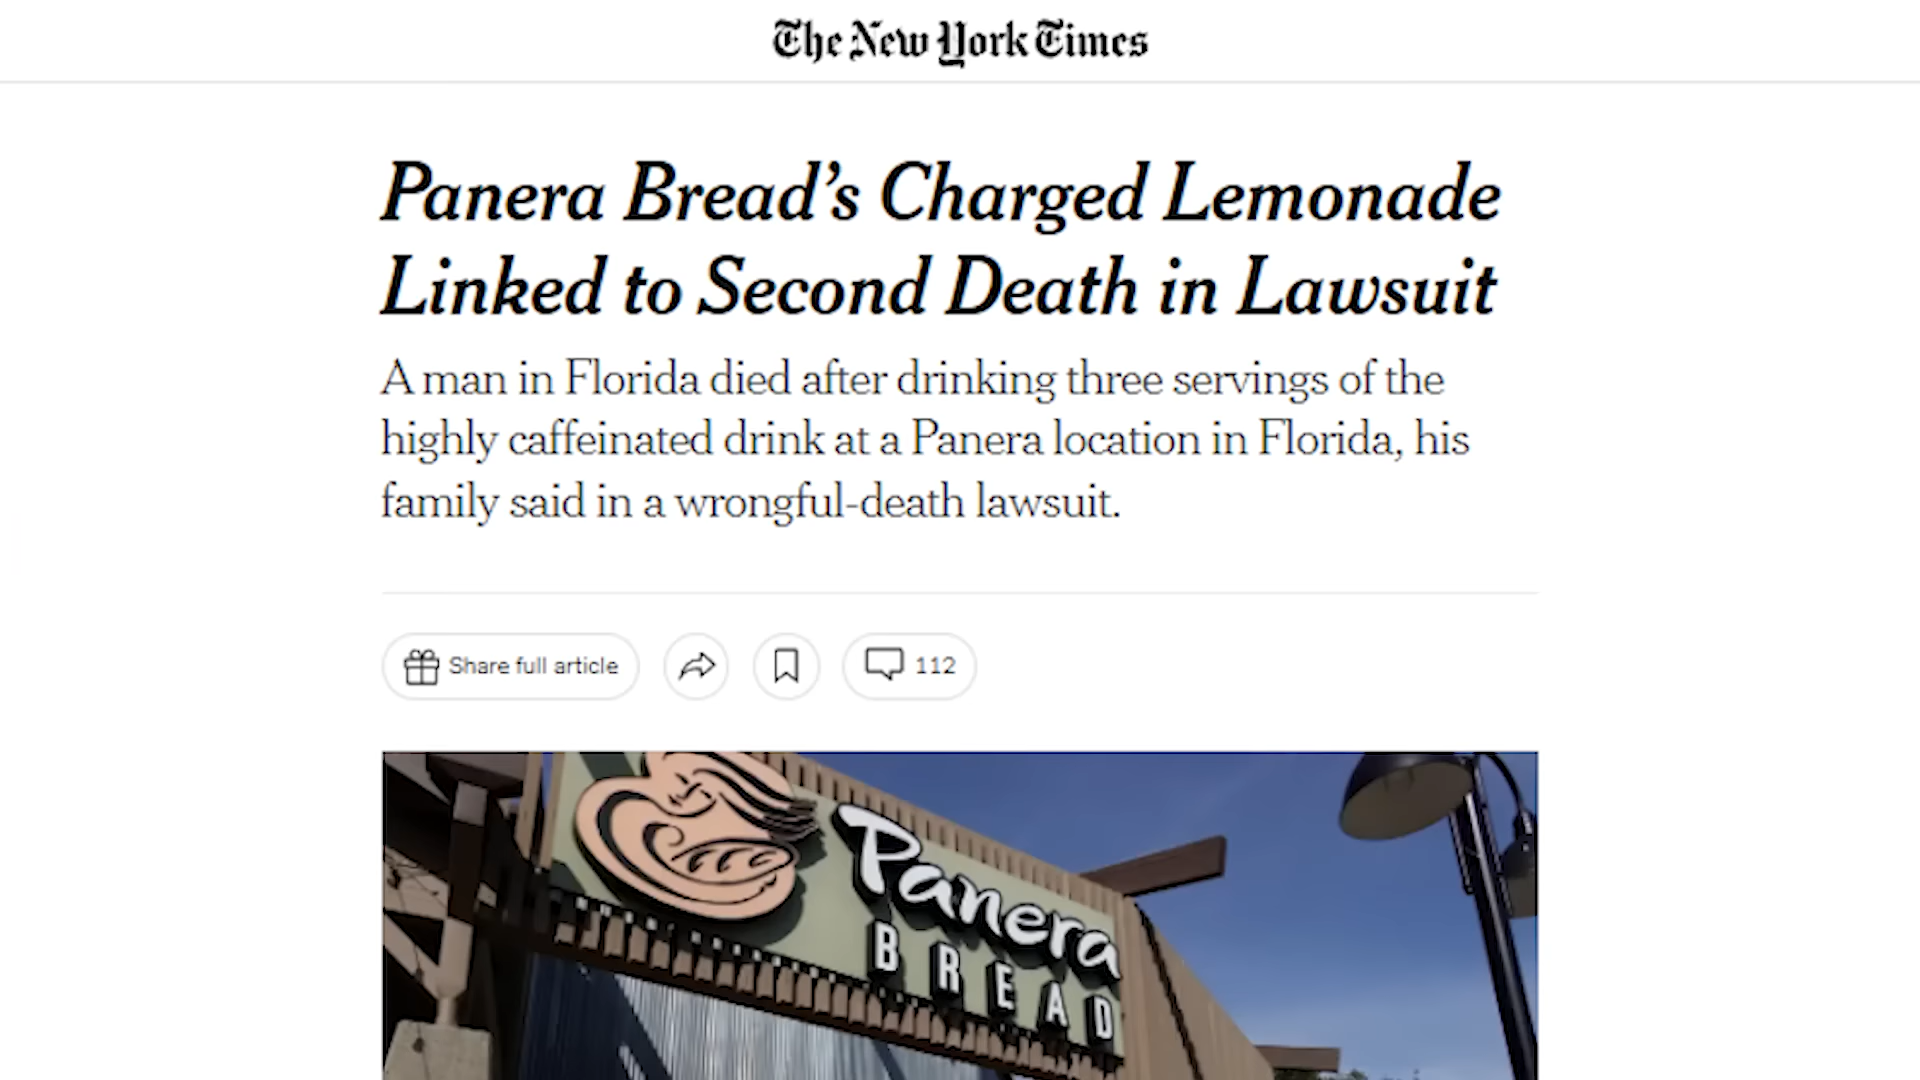 The New York Times
Panera Bread’s Charged Lemonade
Linked to Second Death in Lawsuit
A man in Florida died after drinking three servings of the
highly caffeinated drink at a Panera location in Florida, his
family said in a wrongful-death lawsuit.
Share full article
112
Panera
BREAD